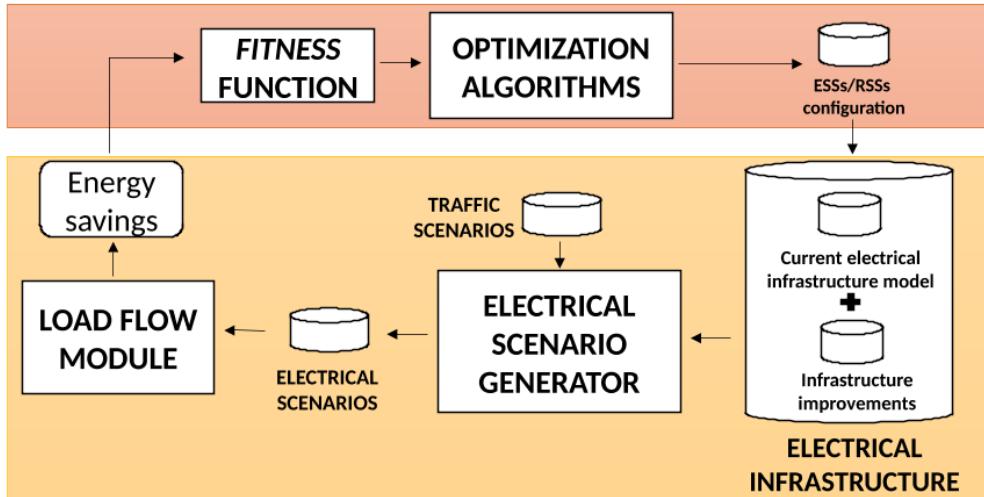 FITNESS
FUNCTION
OPTIMIZATION
ALGORITHMS
ESSs/RSSs
configuration
Energy
savings
TRAFFIC
SCENARIOS
Current electrical
infrastructure model
+
Infrastructure
improvements
LOAD FLOW
MODULE
ELECTRICAL
SCENARIOS
ELECTRICAL
SCENARIO
GENERATOR
ELECTRICAL
INFRASTRUCTURE